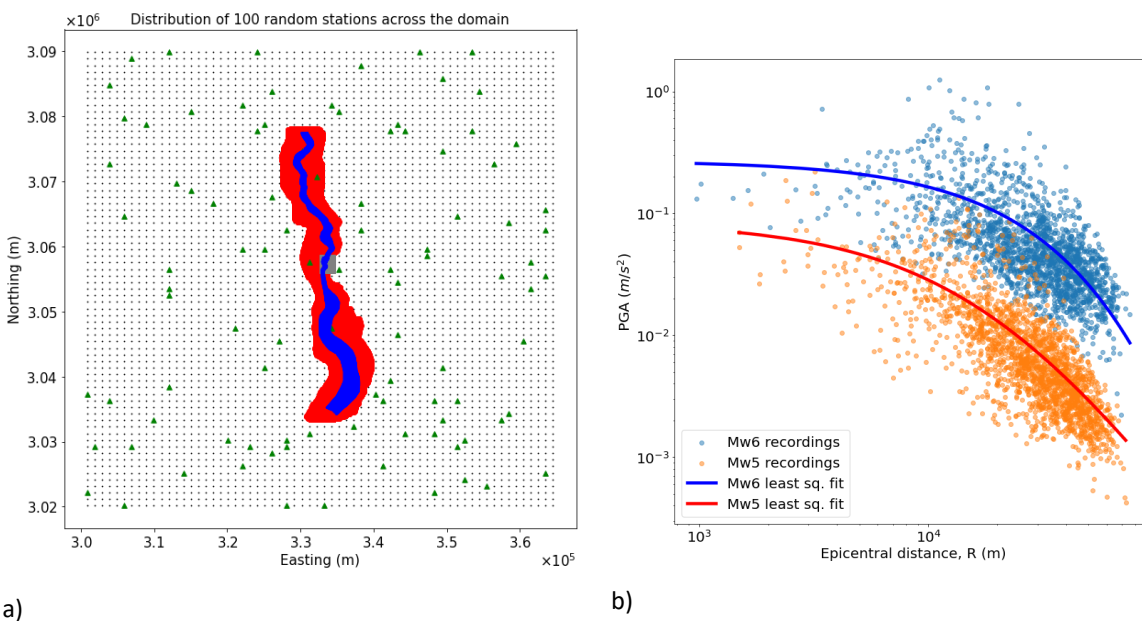 ×10⁶ Distribution of 100 random stations across the domain
3.09
3.08
3.07
3.06
3.05
3.04
3.03
3.02
Northing (m)
3.0 3.1 3.2 3.3 3.4 3.5 3.6
Easting (m) ×10⁵
a)
10⁰
10⁻¹
10⁻²
10⁻³
PGA (m/s²)
Mw6 recordings
Mw5 recordings
Mw6 least sq. fit
Mw5 least sq. fit
10³ 10⁴
Epicentral distance, R (m)
b)